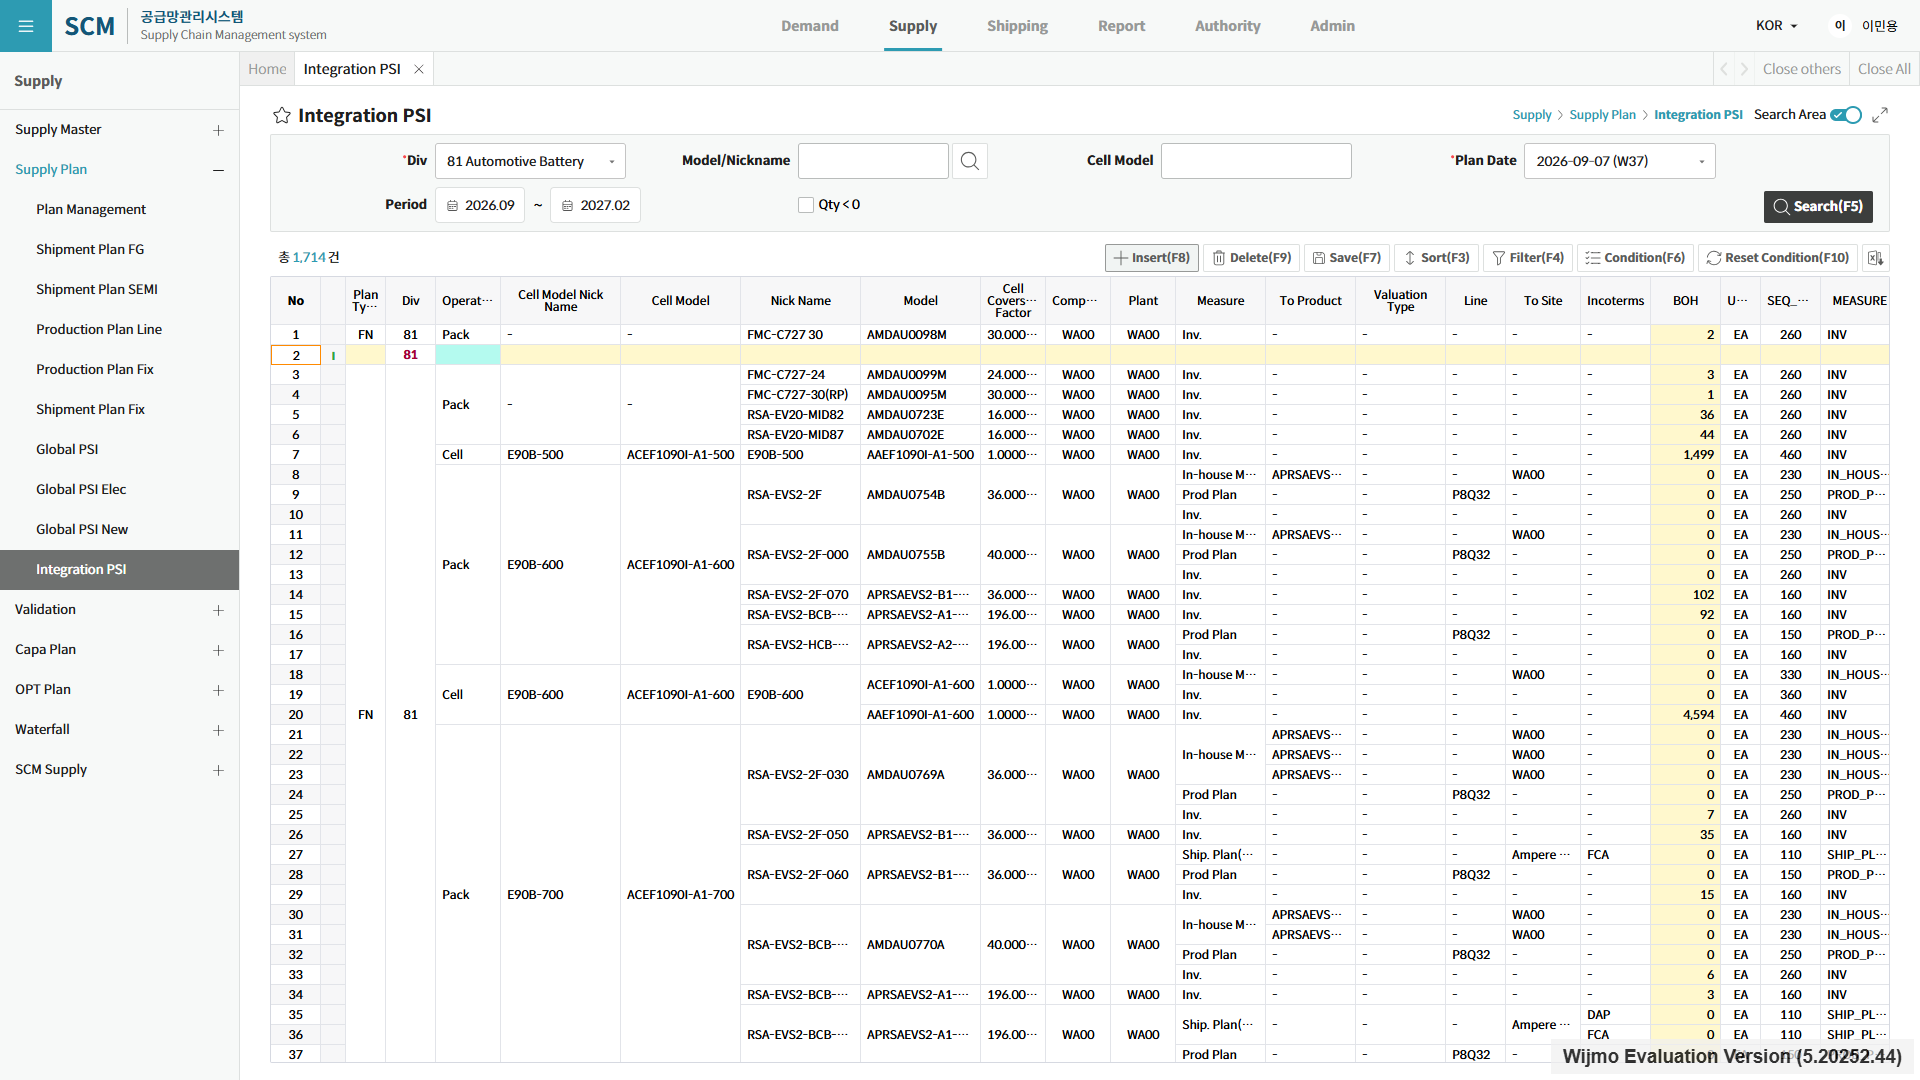 SCM 공급망관리시스템
Supply Chain Management system
Demand Supply Shipping Report Authority Admin
KOR 이 이민용
Supply
Home Integration PSI
Close others Close All
Supply Master
Supply Plan
Plan Management
Shipment Plan FG
Shipment Plan SEMI
Production Plan Line
Production Plan Fix
Shipment Plan Fix
Global PSI
Global PSI Elec
Global PSI New
Integration PSI
Validation
Capa Plan
OPT Plan
Waterfall
SCM Supply
Integration PSI
Supply > Supply Plan > Integration PSI Search Area
*Div 81 Automotive Battery Model/Nickname Cell Model *Plan Date 2026-09-07 (W37)
Period 2026.09 ~ 2027.02 Qty < 0 Search(F5)
총 1,714 건
Insert(F8) Delete(F9) Save(F7) Sort(F3) Filter(F4) Condition(F6) Reset Condition(F10)
No Plan Ty… Div Operat… Cell Model Nick Name Cell Model Nick Name Model Cell Covers… Factor Comp… Plant Measure To Product Valuation Type Line To Site Incoterms BOH U… SEQ_… MEASURE
1 FN 81 Pack - - FMC-C727 30 AMDAU0098M 30.000… WA00 WA00 Inv. - - - - - 2 EA 260 INV
2 I 81
3 FMC-C727-24 AMDAU0099M 24.000… WA00 WA00 Inv. - - - - - 3 EA 260 INV
4 Pack - - FMC-C727-30(RP) AMDAU0095M 30.000… WA00 WA00 Inv. - - - - - 1 EA 260 INV
5 RSA-EV20-MID82 AMDAU0723E 16.000… WA00 WA00 Inv. - - - - - 36 EA 260 INV
6 RSA-EV20-MID87 AMDAU0702E 16.000… WA00 WA00 Inv. - - - - - 44 EA 260 INV
7 Cell E90B-500 ACEF1090I-A1-500 E90B-500 AAEF1090I-A1-500 1.0000… WA00 WA00 Inv. - - - - - 1,499 EA 460 INV
8 In-house M… APRSAEVS… - - WA00 - 0 EA 230 IN_HOUS…
9 RSA-EVS2-2F AMDAU0754B 36.000… WA00 WA00 Prod Plan - - P8Q32 - - 0 EA 250 PROD_P…
10 Inv. - - - - - 0 EA 260 INV
11 In-house M… APRSAEVS… - - WA00 - 0 EA 230 IN_HOUS…
12 Pack E90B-600 ACEF1090I-A1-600 RSA-EVS2-2F-000 AMDAU0755B 40.000… WA00 WA00 Prod Plan - - P8Q32 - - 0 EA 250 PROD_P…
13 Inv. - - - - - 0 EA 260 INV
14 RSA-EVS2-2F-070 APRSAEVS2-B1-… 36.000… WA00 WA00 Inv. - - - - - 102 EA 160 INV
15 RSA-EVS2-BCB-… APRSAEVS2-A1-… 196.00… WA00 WA00 Inv. - - - - - 92 EA 160 INV
16 RSA-EVS2-HCB-… APRSAEVS2-A2-… 196.00… WA00 WA00 Prod Plan - - P8Q32 - - 0 EA 150 PROD_P…
17 Inv. - - - - - 0 EA 160 INV
18 ACEF1090I-A1-600 1.0000… WA00 WA00 In-house M… - - - WA00 - 0 EA 330 IN_HOUS…
19 Cell E90B-600 ACEF1090I-A1-600 E90B-600 Inv. - - - - - 0 EA 360 INV
20 FN 81 AAEF1090I-A1-600 1.0000… WA00 WA00 Inv. - - - - - 4,594 EA 460 INV
21 APRSAEVS… - - WA00 - 0 EA 230 IN_HOUS…
22 In-house M… APRSAEVS… - - WA00 - 0 EA 230 IN_HOUS…
23 RSA-EVS2-2F-030 AMDAU0769A 36.000… WA00 WA00 APRSAEVS… - - WA00 - 0 EA 230 IN_HOUS…
24 Prod Plan - - P8Q32 - - 0 EA 250 PROD_P…
25 Inv. - - - - - 7 EA 260 INV
26 RSA-EVS2-2F-050 APRSAEVS2-B1-… 36.000… WA00 WA00 Inv. - - - - - 35 EA 160 INV
27 Ship. Plan(… - - - Ampere … FCA 0 EA 110 SHIP_PL…
28 RSA-EVS2-2F-060 APRSAEVS2-B1-… 36.000… WA00 WA00 Prod Plan - - P8Q32 - - 0 EA 150 PROD_P…
29 Pack E90B-700 ACEF1090I-A1-700 Inv. - - - - - 15 EA 160 INV
30 In-house M… APRSAEVS… - - WA00 - 0 EA 230 IN_HOUS…
31 APRSAEVS… - - WA00 - 0 EA 230 IN_HOUS…
32 RSA-EVS2-BCB-… AMDAU0770A 40.000… WA00 WA00 Prod Plan - - P8Q32 - - 0 EA 250 PROD_P…
33 Inv. - - - - - 6 EA 260 INV
34 RSA-EVS2-BCB-… APRSAEVS2-A1-… 196.00… WA00 WA00 Inv. - - - - - 3 EA 160 INV
35 Ship. Plan(… - - - Ampere … DAP 0 EA 110 SHIP_PL…
36 RSA-EVS2-BCB-… APRSAEVS2-A1-… 196.00… WA00 WA00 FCA 0 EA 110 SHIP_PL…
37 Prod Plan - - P8Q32 -
Wijmo Evaluation Version (5.20252.44)